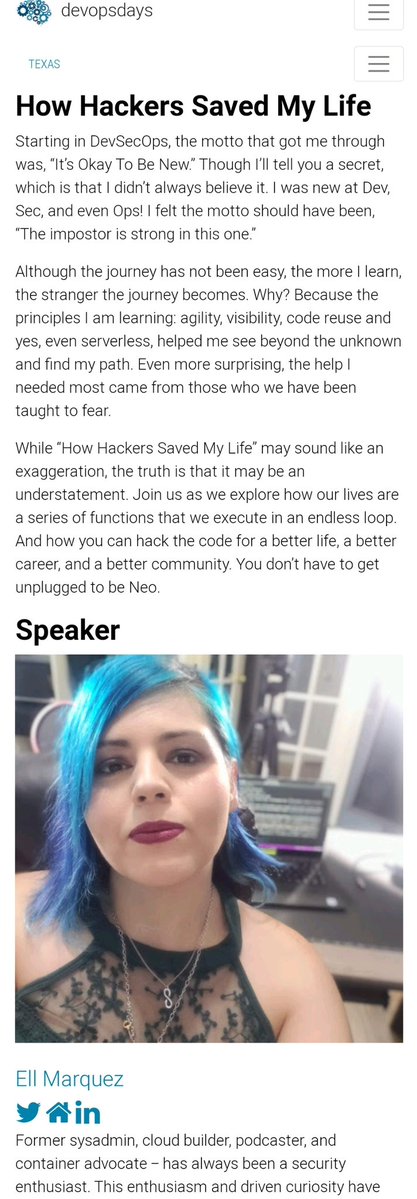 devopsdays
TEXAS
How Hackers Saved My Life
Starting in DevSecOps, the motto that got me through
was, “It’s Okay To Be New.” Though I’ll tell you a secret,
which is that I didn’t always believe it. I was new at Dev,
Sec, and even Ops! I felt the motto should have been,
“The impostor is strong in this one.”
Although the journey has not been easy, the more I learn,
the stranger the journey becomes. Why? Because the
principles I am learning: agility, visibility, code reuse and
yes, even serverless, helped me see beyond the unknown
and find my path. Even more surprising, the help I
needed most came from those who we have been
taught to fear.
While “How Hackers Saved My Life” may sound like an
exaggeration, the truth is that it may be an
understatement. Join us as we explore how our lives are
a series of functions that we execute in an endless loop.
And how you can hack the code for a better life, a better
career, and a better community. You don’t have to get
unplugged to be Neo.
Speaker
Ell Marquez
Former sysadmin, cloud builder, podcaster, and
container advocate – has always been a security
enthusiast. This enthusiasm and driven curiosity have